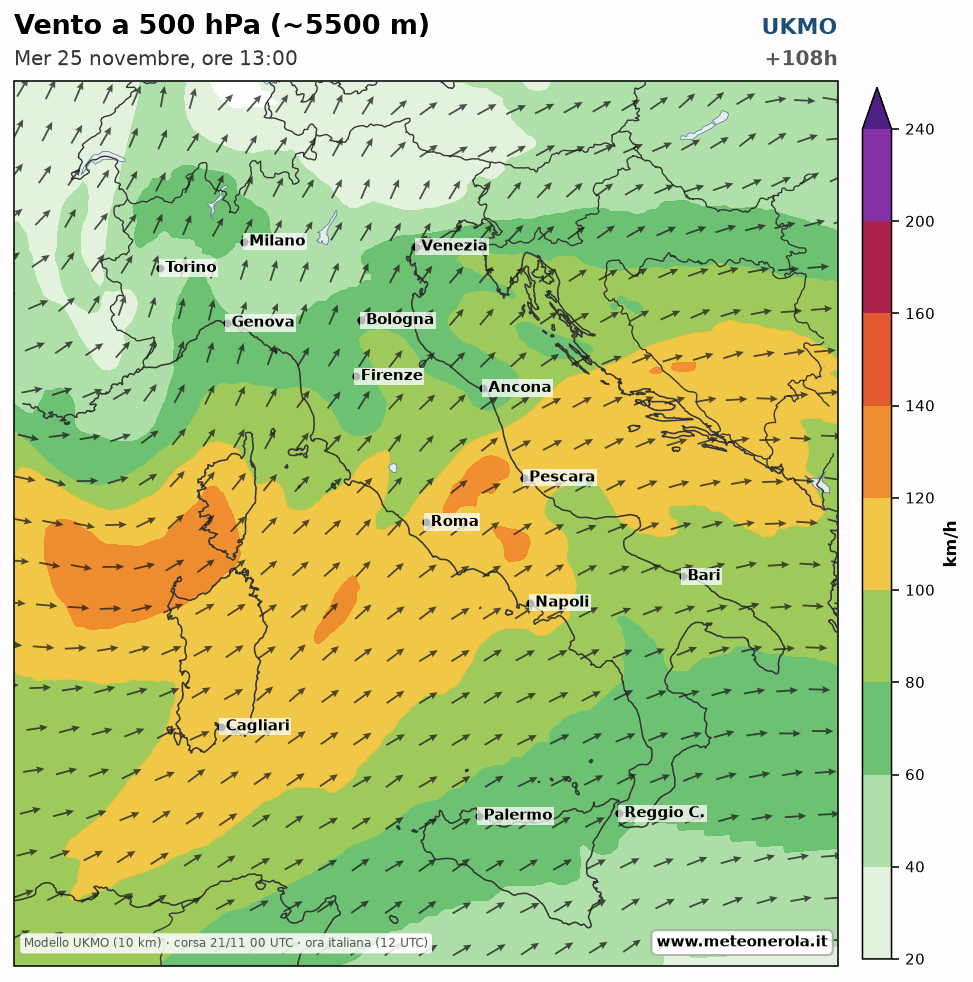 Vento a 500 hPa (~5500 m)
UKMO
Mer 25 novembre, ore 13:00
+108h
Milano
Venezia
Torino
Genova
Bologna
Firenze
Ancona
Pescara
Roma
Bari
Napoli
Cagliari
Palermo
Reggio C.
240
220
200
160
140
120
100
80
60
40
20
km/h
Modello UKMO (10 km) · corsa 21/11 00 UTC · ora italiana (12 UTC)
www.meteonerola.it